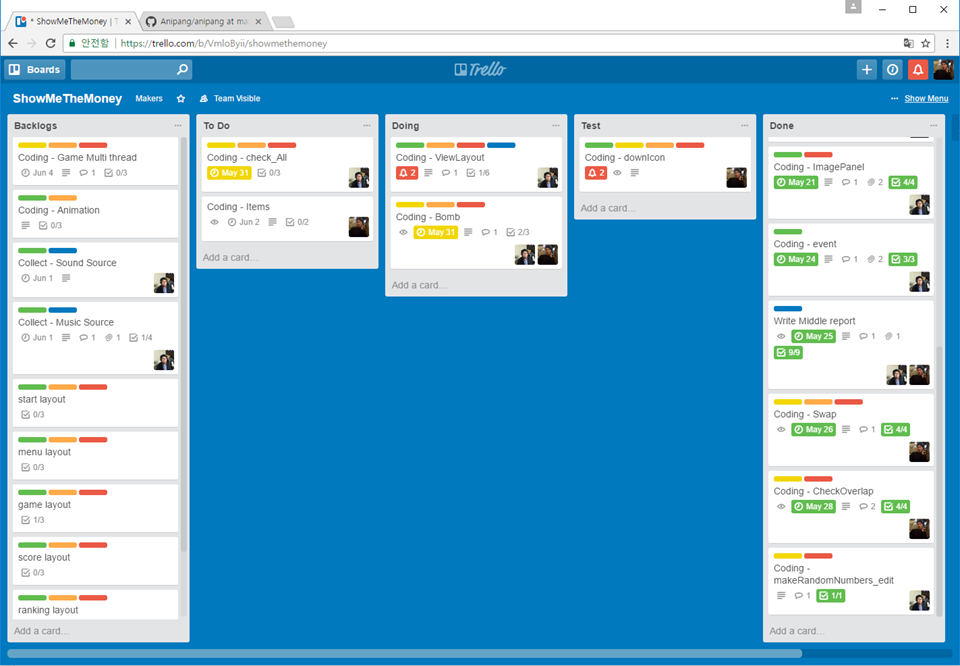 * ShowMeTheMoney | T
Anipang/anipang at ma
안전함
https://trello.com/b/VmloByii/showmethemoney
Boards
Trello
ShowMeTheMoney
Makers
Team Visible
Show Menu
Backlogs
Coding - Game Multi thread
Jun 4
1
0/3
Coding - Animation
0/3
Collect - Sound Source
Jun 1
Collect - Music Source
Jun 1
1
1
1/4
start layout
0/3
menu layout
0/3
game layout
1/3
score layout
0/3
ranking layout
Add a card...
To Do
Coding - check_All
May 31
0/3
Coding - Items
Jun 2
0/2
Add a card...
Doing
Coding - ViewLayout
2
1
1/6
Coding - Bomb
May 31
1
2/3
Add a card...
Test
Coding - downIcon
2
Add a card...
Done
Coding - ImagePanel
May 21
1
2
4/4
Coding - event
May 24
1
2
3/3
Write Middle report
May 25
1
1
9/9
Coding - Swap
May 26
1
4/4
Coding - CheckOverlap
May 28
2
4/4
Coding -
makeRandomNumbers_edit
1
1/1
Add a card...